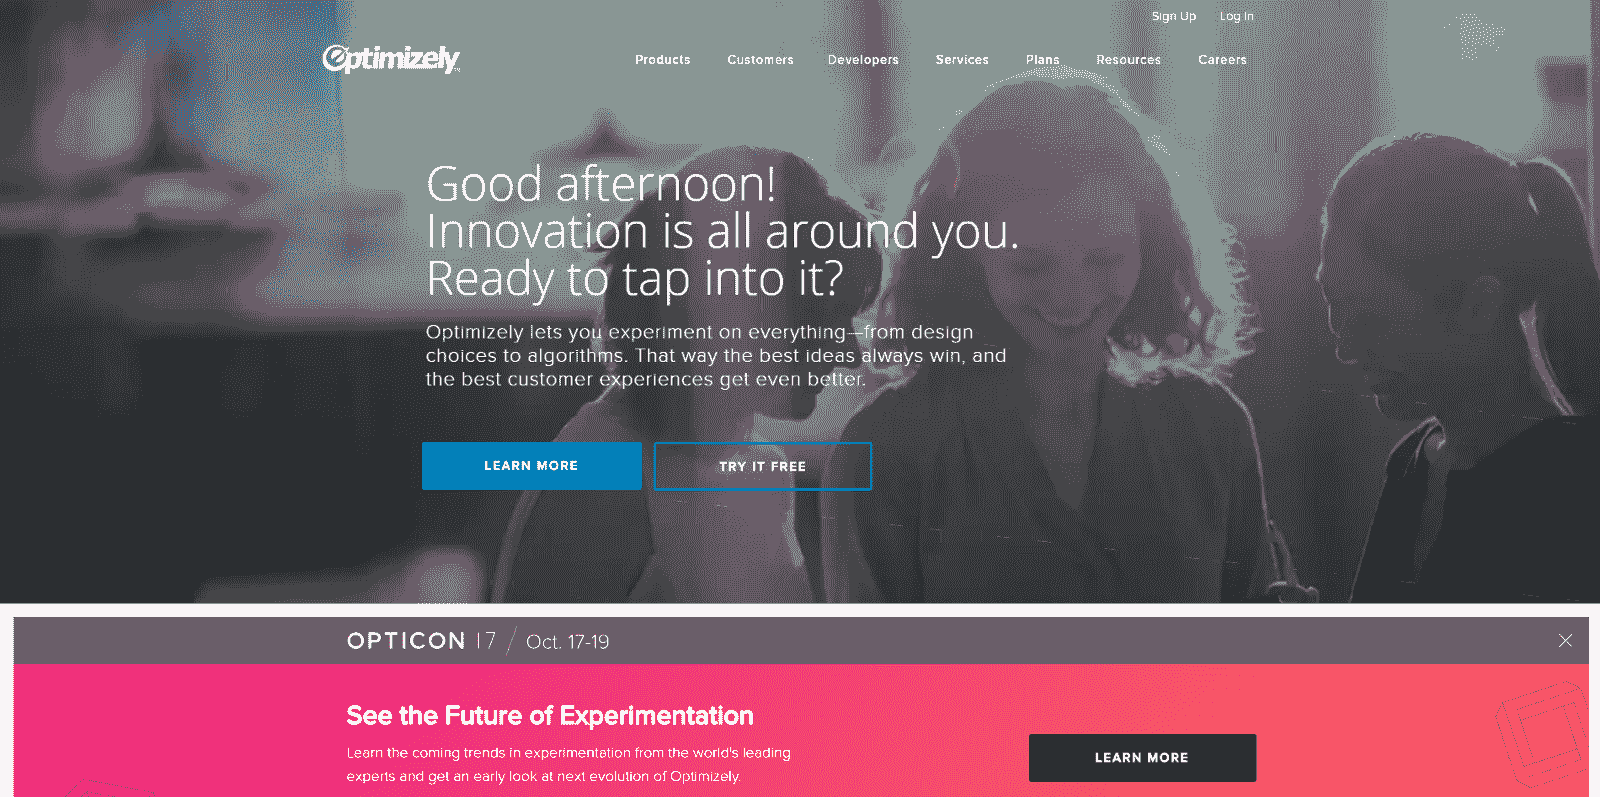 Sign Up Log In
Optimizely
Products Customers Developers Services Plans Resources Careers
Good afternoon!
Innovation is all around you.
Ready to tap into it?
Optimizely lets you experiment on everything—from design
choices to algorithms. That way the best ideas always win, and
the best customer experiences get even better.
LEARN MORE TRY IT FREE
OPTICON 17 / Oct. 17-19
See the Future of Experimentation
Learn the coming trends in experimentation from the world's leading
experts and get an early look at next evolution of Optimizely.
LEARN MORE